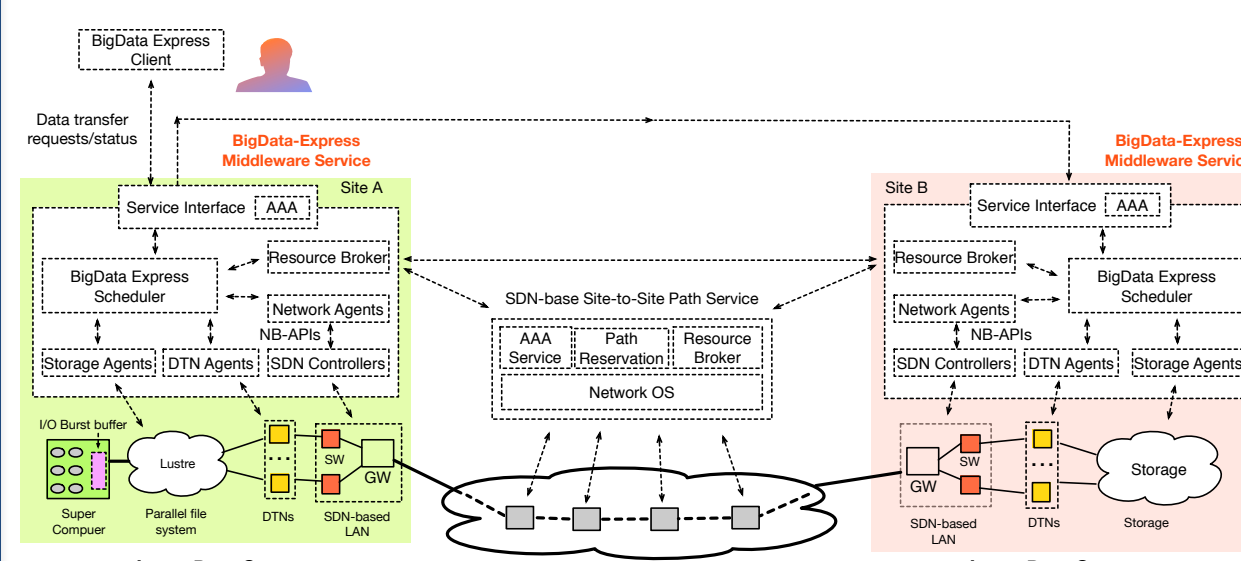 BigData Express
Client
Data transfer
requests/status
BigData-Express
Middleware Service
BigData-Express
Middleware Servic
Site A
Service Interface
AAA
Resource Broker
BigData Express
Scheduler
Network Agents
NB-APIs
Storage Agents
DTN Agents
SDN Controllers
I/O Burst buffer
Lustre
SW
GW
Super
Compuer
Parallel file
system
DTNs
SDN-based
LAN
SDN-base Site-to-Site Path Service
AAA
Service
Path
Reservation
Resource
Broker
Network OS
Site B
Service Interface
AAA
Resource Broker
BigData Express
Scheduler
Network Agents
NB-APIs
SDN Controllers
DTN Agents
Storage Agents
GW
SW
Storage
SDN-based
LAN
DTNs
Storage